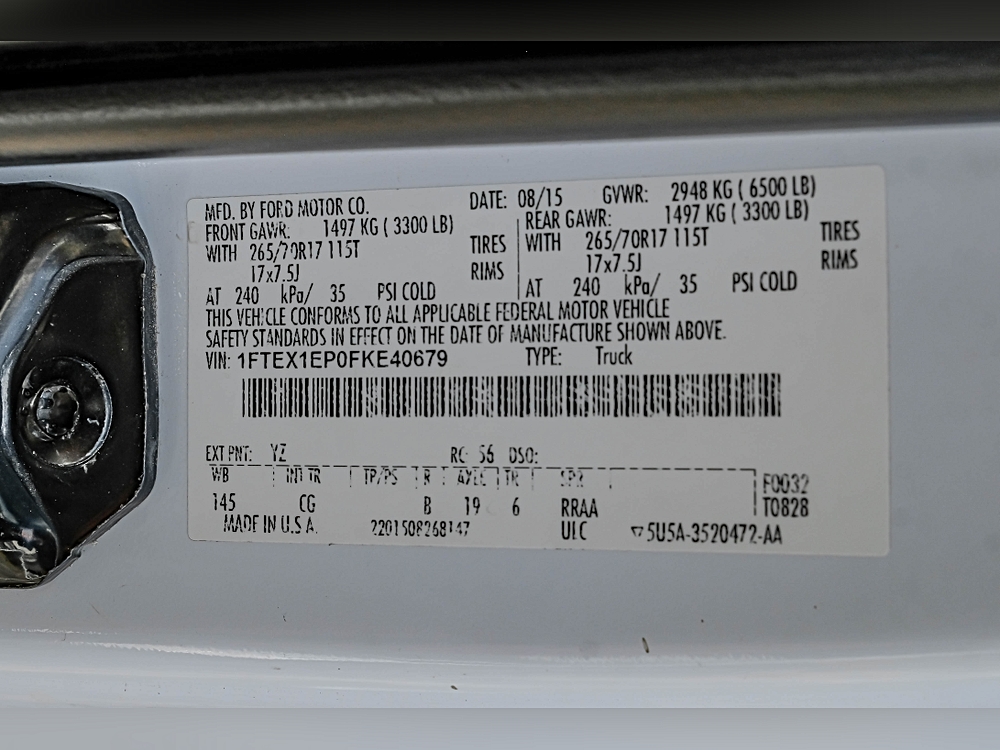 MFD. BY FORD MOTOR CO. DATE: 08/15 GVWR: 2948 KG ( 6500 LB)
FRONT GAWR: 1497 KG ( 3300 LB) REAR GAWR: 1497 KG ( 3300 LB)
WITH 265/70R17 115T TIRES WITH 265/70R17 115T TIRES
17x7.5J RIMS 17x7.5J RIMS
AT 240 kPa/ 35 PSI COLD AT 240 kPa/ 35 PSI COLD
THIS VEHICLE CONFORMS TO ALL APPLICABLE FEDERAL MOTOR VEHICLE
SAFETY STANDARDS IN EFFECT ON THE DATE OF MANUFACTURE SHOWN ABOVE.
VIN: 1FTEX1EP0FKE40679 TYPE: Truck
EXT PNT: YZ RC: 56 DSO:
WB INT TR TP/PS R AXLE TR SPR F0032
145 CG B 19 6 RRAA T0828
MADE IN U.S.A. 2201508268147 ULC ▽5U5A-3520472-AA